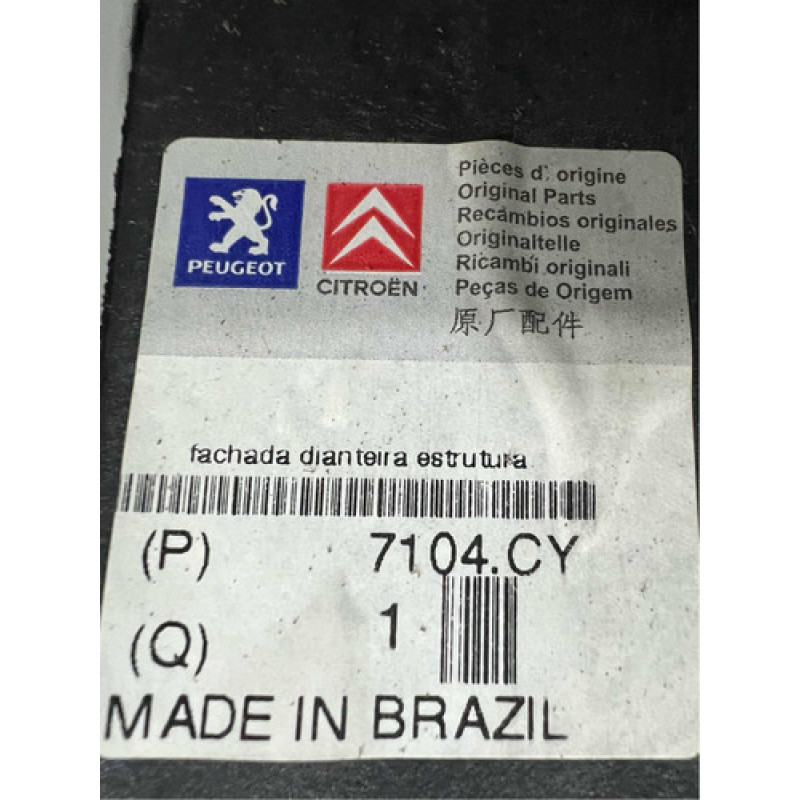 PEUGEOT
CITROËN
Pièces d'. origine
Original Parts
Recambios originales
Originaltelle
Ricambi originali
Peças de Origem
原厂配件
fachada dianteira estrutura
(P) 7104.CY
(Q) 1
MADE IN BRAZIL